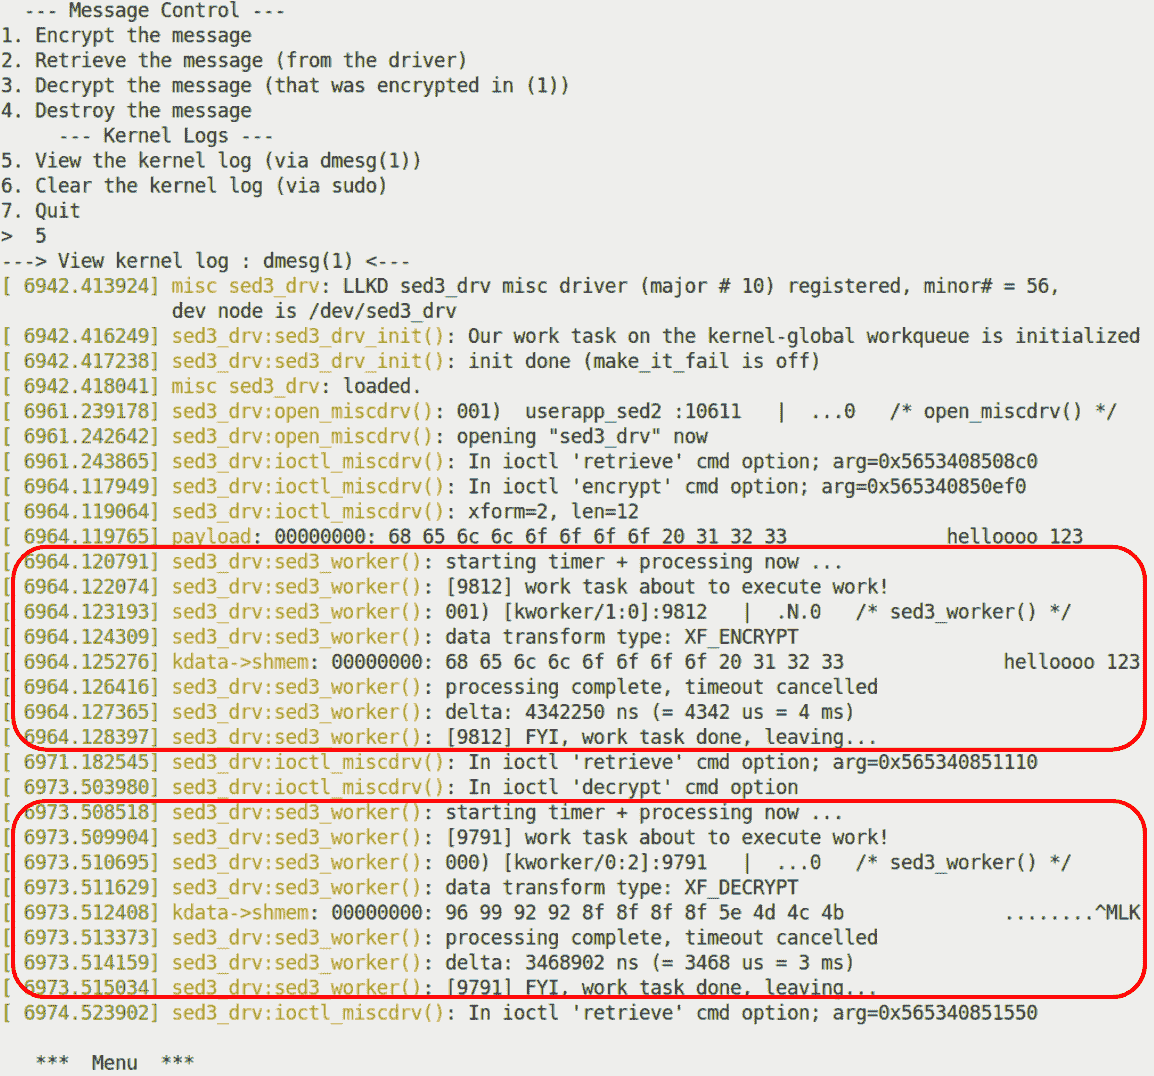 --- Message Control ---
1. Encrypt the message
2. Retrieve the message (from the driver)
3. Decrypt the message (that was encrypted in (1))
4. Destroy the message
--- Kernel Logs ---
5. View the kernel log (via dmesg(1))
6. Clear the kernel log (via sudo)
7. Quit
> 5
---> View kernel log : dmesg(1) <---
[ 6942.413924] misc sed3_drv: LLKD sed3_drv misc driver (major # 10) registered, minor# = 56,
dev node is /dev/sed3_drv
[ 6942.416249] sed3_drv:sed3_drv_init(): Our work task on the kernel-global workqueue is initialized
[ 6942.417238] sed3_drv:sed3_drv_init(): init done (make_it_fail is off)
[ 6942.418041] misc sed3_drv: loaded.
[ 6961.239178] sed3_drv:open_miscdrv(): 001)  userapp_sed2 :10611   |  ...0   /* open_miscdrv() */
[ 6961.242642] sed3_drv:open_miscdrv(): opening "sed3_drv" now
[ 6961.243865] sed3_drv:ioctl_miscdrv(): In ioctl 'retrieve' cmd option; arg=0x5653408508c0
[ 6964.117949] sed3_drv:ioctl_miscdrv(): In ioctl 'encrypt' cmd option; arg=0x565340850ef0
[ 6964.119064] sed3_drv:ioctl_miscdrv(): xform=2, len=12
[ 6964.119765] payload: 00000000: 68 65 6c 6c 6f 6f 6f 6f 20 31 32 33              helloooo 123
[ 6964.120791] sed3_drv:sed3_worker(): starting timer + processing now ...
[ 6964.122074] sed3_drv:sed3_worker(): [9812] work task about to execute work!
[ 6964.123193] sed3_drv:sed3_worker(): 001) [kworker/1:0]:9812   |  .N.0   /* sed3_worker() */
[ 6964.124309] sed3_drv:sed3_worker(): data transform type: XF_ENCRYPT
[ 6964.125276] kdata->shmem: 00000000: 68 65 6c 6c 6f 6f 6f 6f 20 31 32 33              helloooo 123
[ 6964.126416] sed3_drv:sed3_worker(): processing complete, timeout cancelled
[ 6964.127365] sed3_drv:sed3_worker(): delta: 4342250 ns (= 4342 us = 4 ms)
[ 6964.128397] sed3_drv:sed3_worker(): [9812] FYI, work task done, leaving...
[ 6971.182545] sed3_drv:ioctl_miscdrv(): In ioctl 'retrieve' cmd option; arg=0x565340851110
[ 6973.503980] sed3_drv:ioctl_miscdrv(): In ioctl 'decrypt' cmd option
[ 6973.508518] sed3_drv:sed3_worker(): starting timer + processing now ...
[ 6973.509904] sed3_drv:sed3_worker(): [9791] work task about to execute work!
[ 6973.510695] sed3_drv:sed3_worker(): 000) [kworker/0:2]:9791   |  ...0   /* sed3_worker() */
[ 6973.511629] sed3_drv:sed3_worker(): data transform type: XF_DECRYPT
[ 6973.512408] kdata->shmem: 00000000: 96 99 92 92 8f 8f 8f 8f 5e 4d 4c 4b              ........^MLK
[ 6973.513373] sed3_drv:sed3_worker(): processing complete, timeout cancelled
[ 6973.514159] sed3_drv:sed3_worker(): delta: 3468902 ns (= 3468 us = 3 ms)
[ 6973.515034] sed3_drv:sed3_worker(): [9791] FYI, work task done, leaving...
[ 6974.523902] sed3_drv:ioctl_miscdrv(): In ioctl 'retrieve' cmd option; arg=0x565340851550
***  Menu  ***